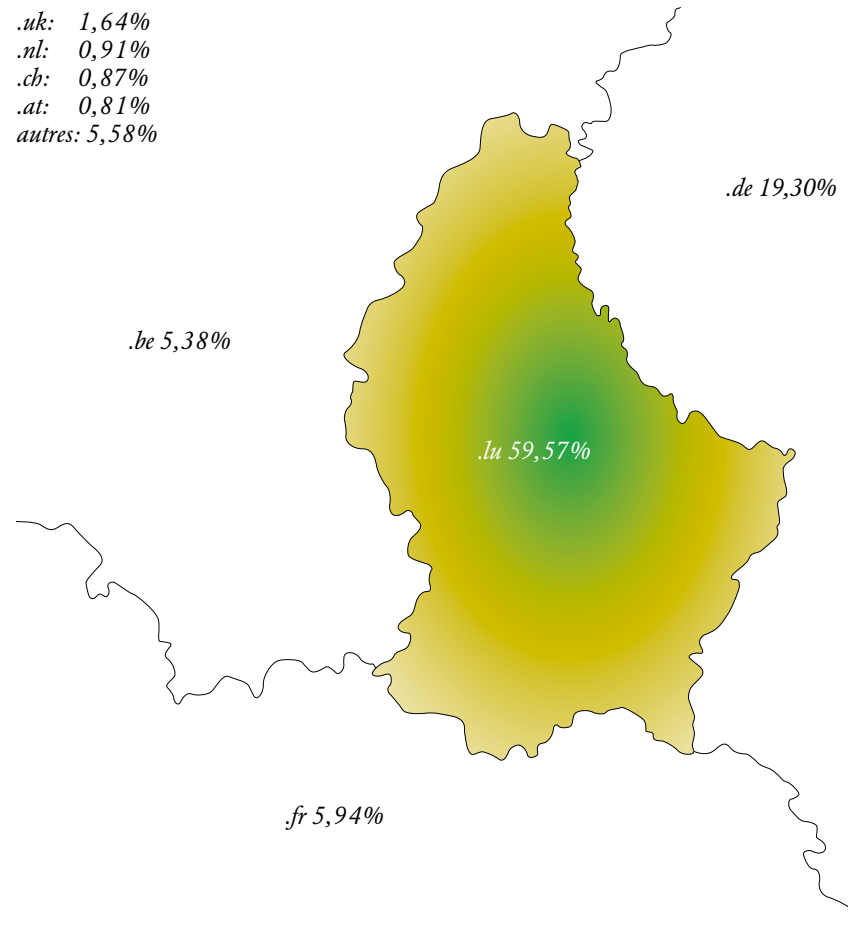 .uk: 1,64%
.nl: 0,91%
.ch: 0,87%
.at: 0,81%
autres: 5,58%
.de 19,30%
.be 5,38%
.lu 59,57%
.fr 5,94%